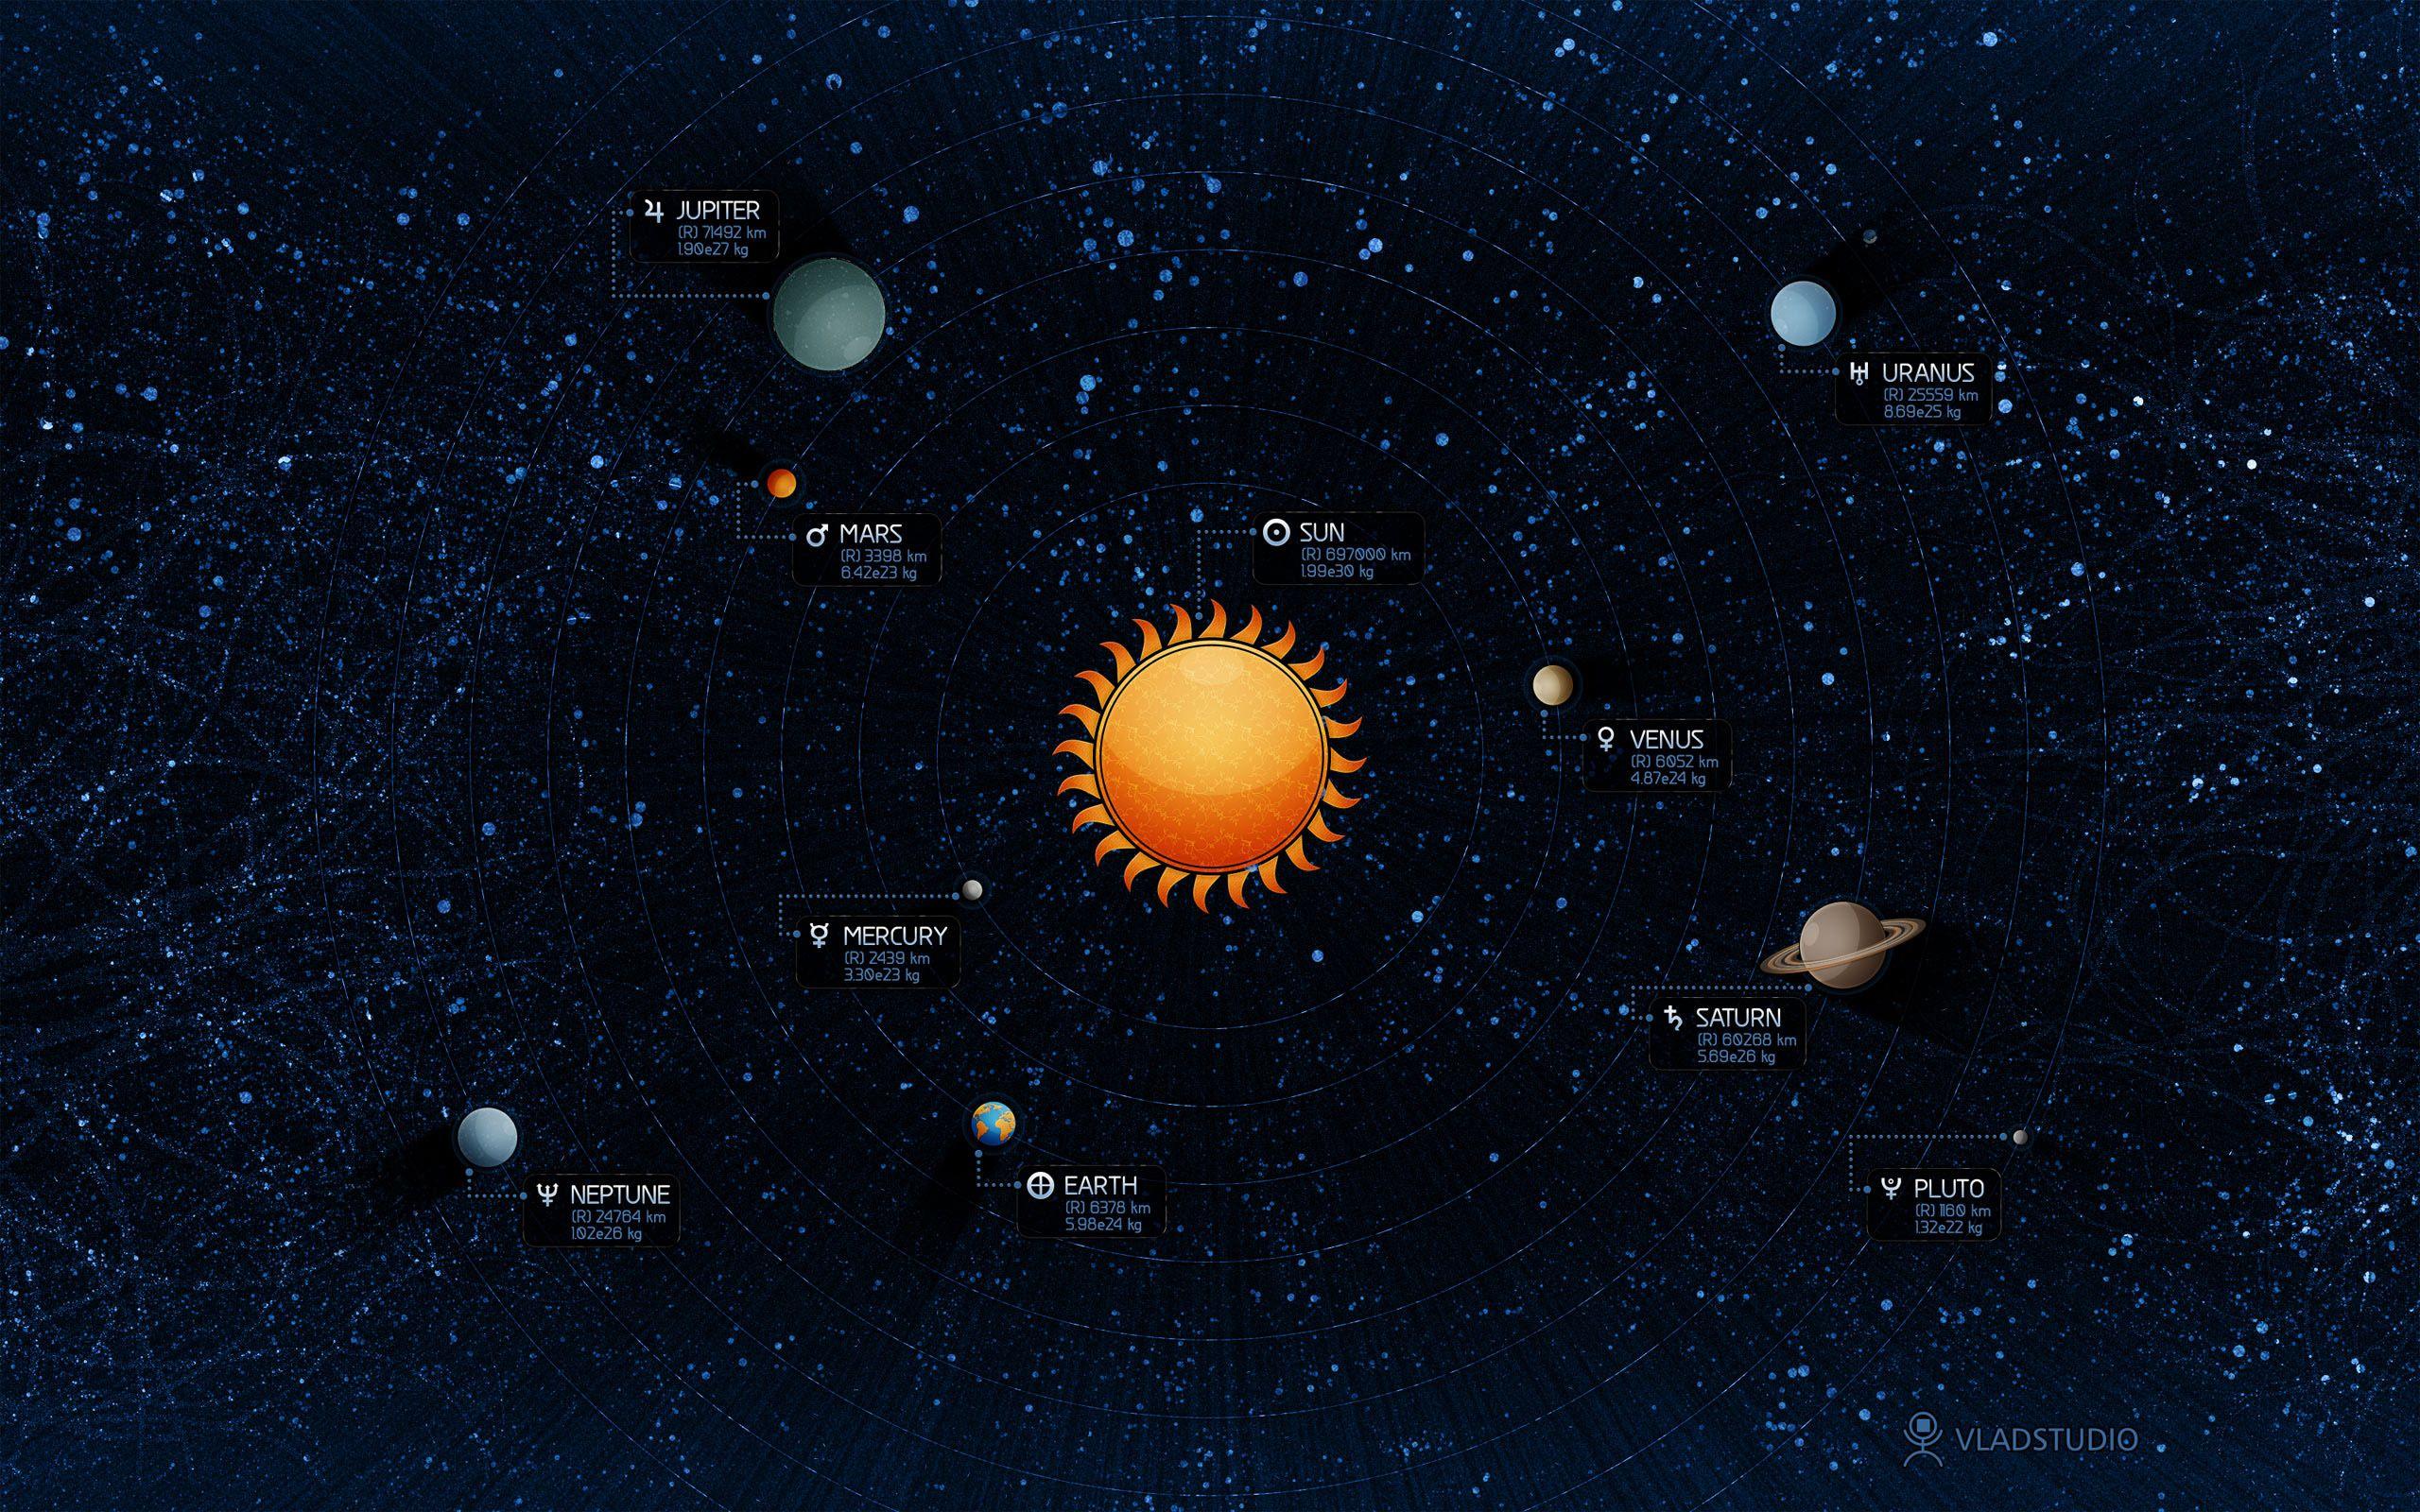 JUPITER
(R) 71492 km
1.90e27 kg
URANUS
(R) 25559 km
8.69e25 kg
MARS
(R) 3398 km
6.42e23 kg
SUN
(R) 697000 km
1.99e30 kg
VENUS
(R) 6052 km
4.87e24 kg
MERCURY
(R) 2439 km
3.30e23 kg
SATURN
(R) 60268 km
5.69e26 kg
NEPTUNE
(R) 24764 km
1.02e26 kg
EARTH
(R) 6378 km
5.98e24 kg
PLUTO
(R) 1160 km
1.32e22 kg
VLADSTUDIO